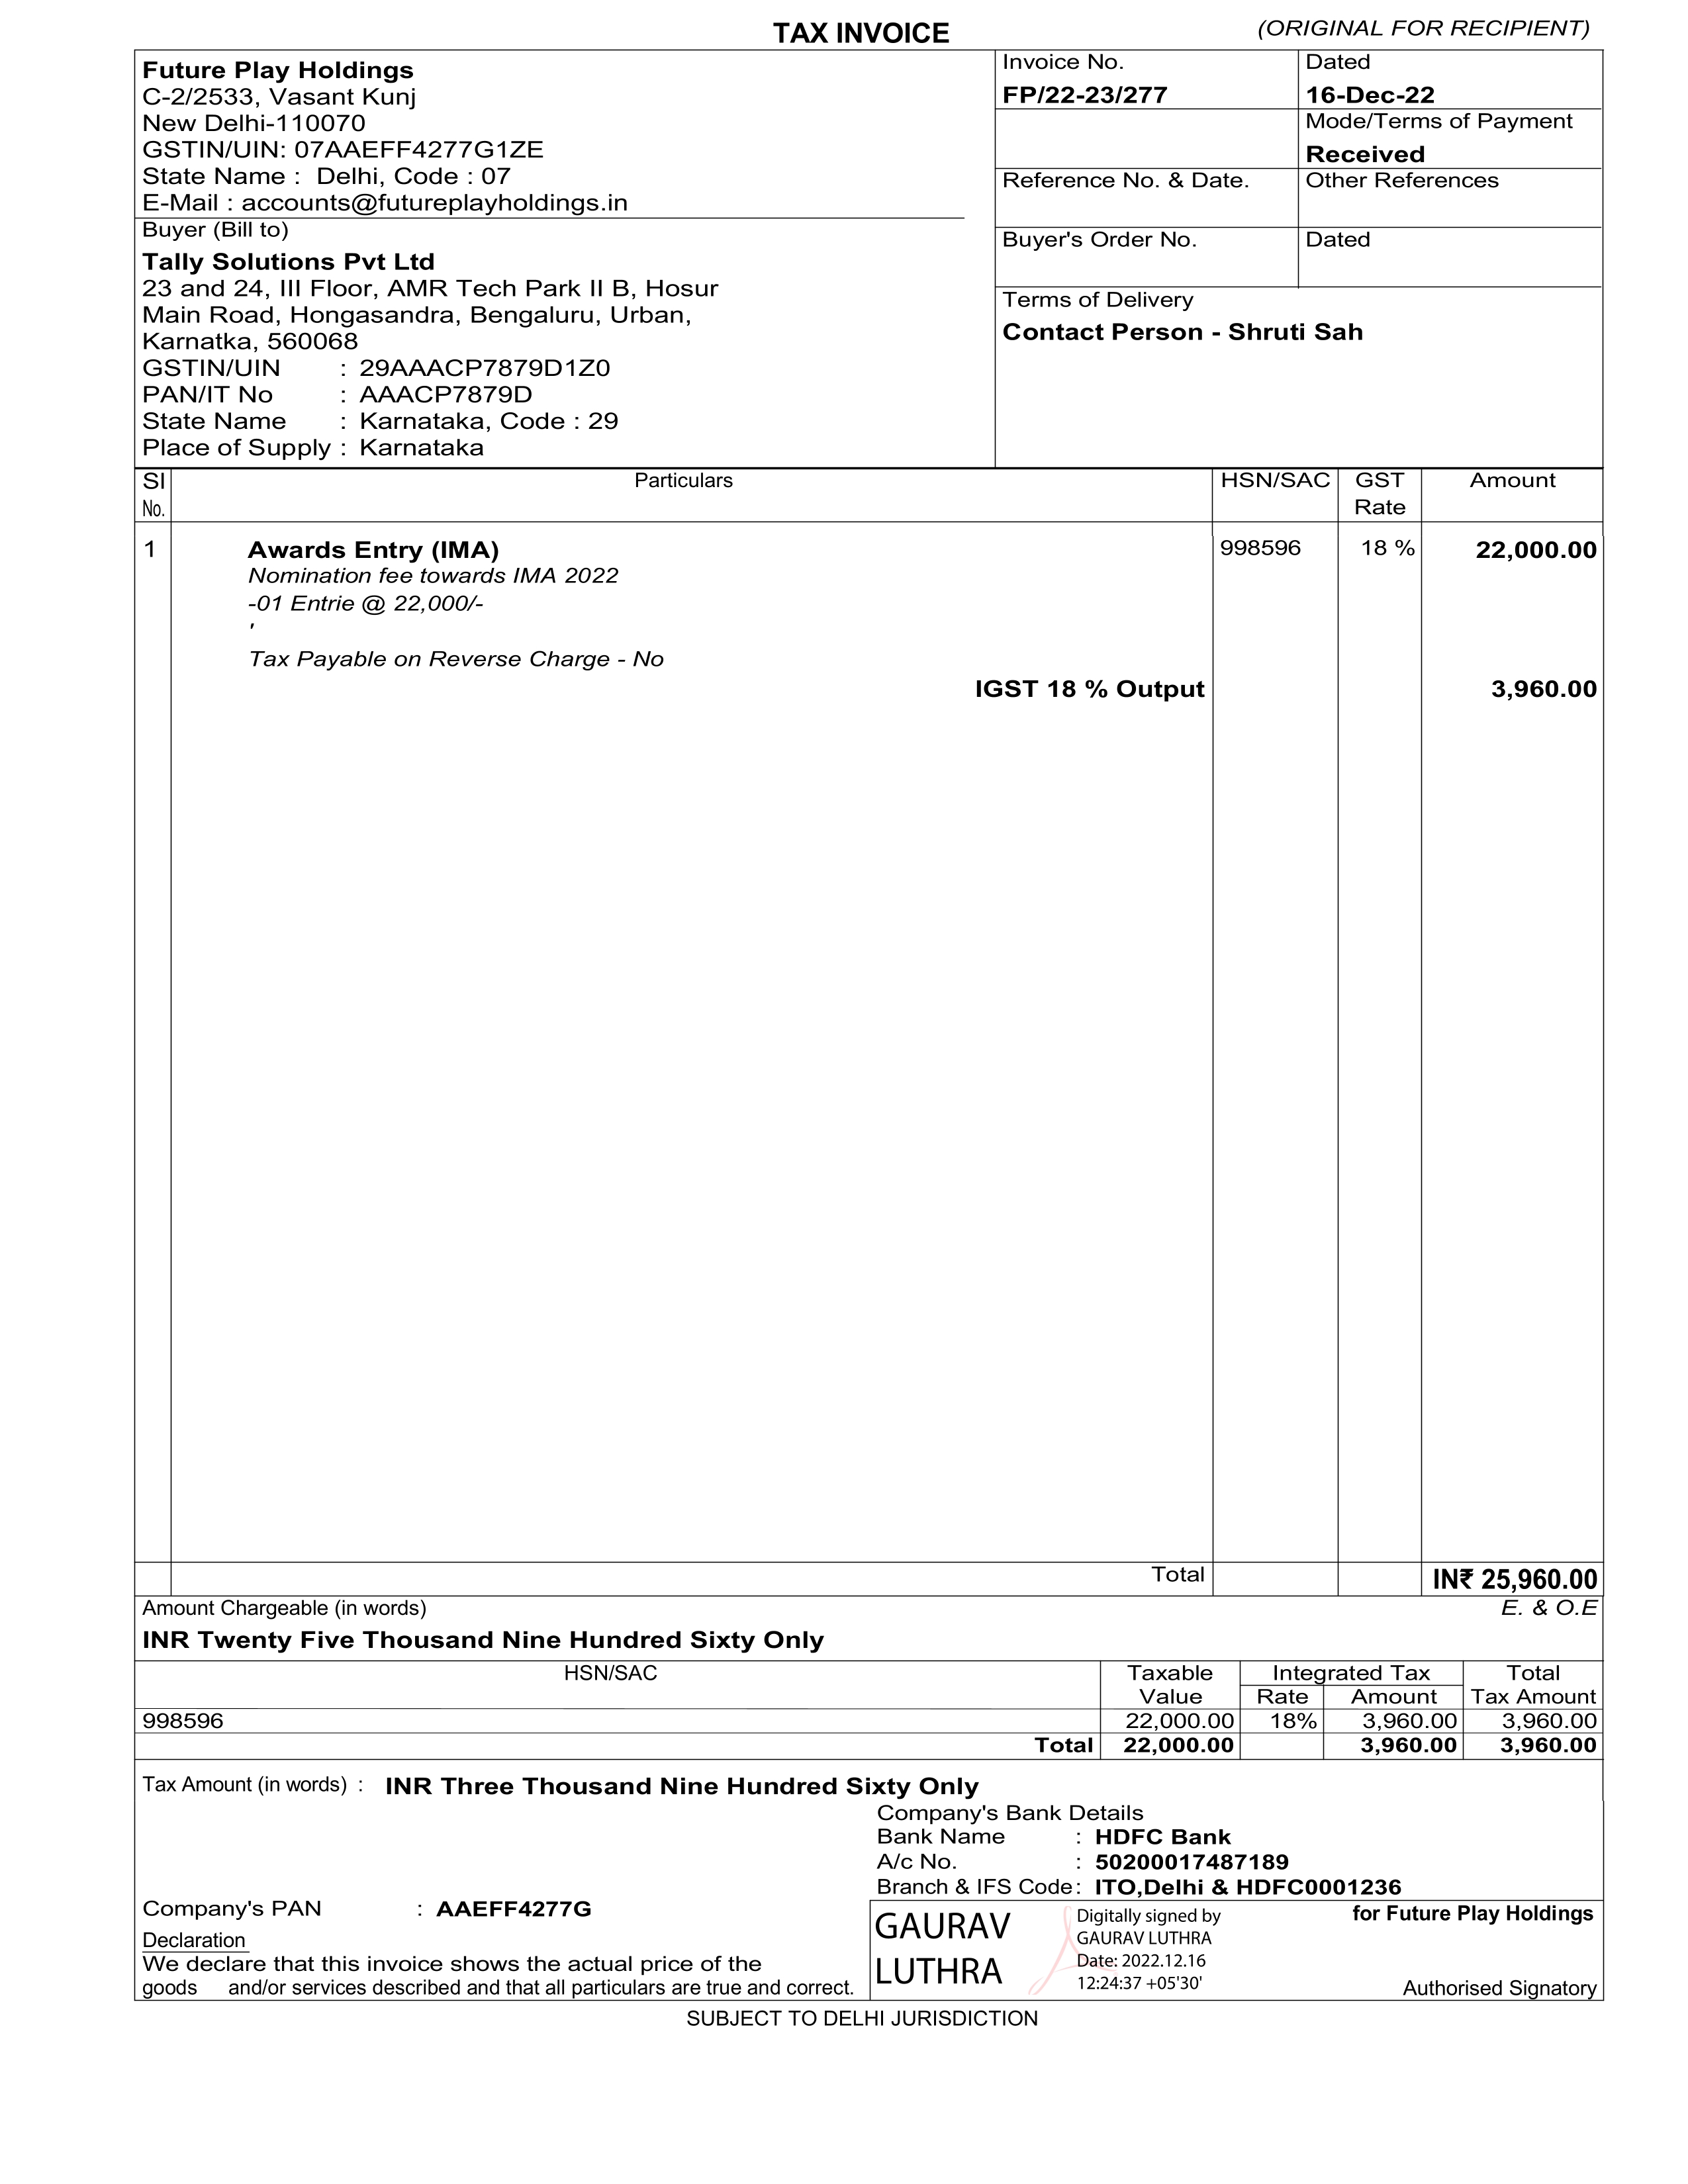 TAX INVOICE
(ORIGINAL FOR RECIPIENT)
Future Play Holdings
C-2/2533, Vasant Kunj
New Delhi-110070
GSTIN/UIN: 07AAEFF4277G1ZE
State Name : Delhi, Code : 07
E-Mail : accounts@futureplayholdings.in
Buyer (Bill to)
Tally Solutions Pvt Ltd
23 and 24, III Floor, AMR Tech Park II B, Hosur
Main Road, Hongasandra, Bengaluru, Urban,
Karnatka, 560068
GSTIN/UIN : 29AAACP7879D1Z0
PAN/IT No : AAACP7879D
State Name : Karnataka, Code : 29
Place of Supply : Karnataka
Invoice No. Dated
FP/22-23/277 16-Dec-22
Mode/Terms of Payment
Received
Reference No. & Date. Other References
Buyer's Order No. Dated
Terms of Delivery
Contact Person - Shruti Sah
SI No. Particulars HSN/SAC GST Rate Amount
1 Awards Entry (IMA) 998596 18 % 22,000.00
Nomination fee towards IMA 2022
-01 Entrie @ 22,000/-
'
Tax Payable on Reverse Charge - No
IGST 18 % Output 3,960.00
Total IN₹ 25,960.00
Amount Chargeable (in words) E. & O.E
INR Twenty Five Thousand Nine Hundred Sixty Only
HSN/SAC Taxable Value Integrated Tax Total Tax Amount
Rate Amount
998596 22,000.00 18% 3,960.00 3,960.00
Total 22,000.00 3,960.00 3,960.00
Tax Amount (in words) : INR Three Thousand Nine Hundred Sixty Only
Company's Bank Details
Bank Name : HDFC Bank
A/c No. : 50200017487189
Branch & IFS Code : ITO,Delhi & HDFC0001236
Company's PAN : AAEFF4277G
Declaration
We declare that this invoice shows the actual price of the
goods and/or services described and that all particulars are true and correct.
GAURAV
LUTHRA
Digitally signed by
GAURAV LUTHRA
Date: 2022.12.16
12:24:37 +05'30'
for Future Play Holdings
Authorised Signatory
SUBJECT TO DELHI JURISDICTION